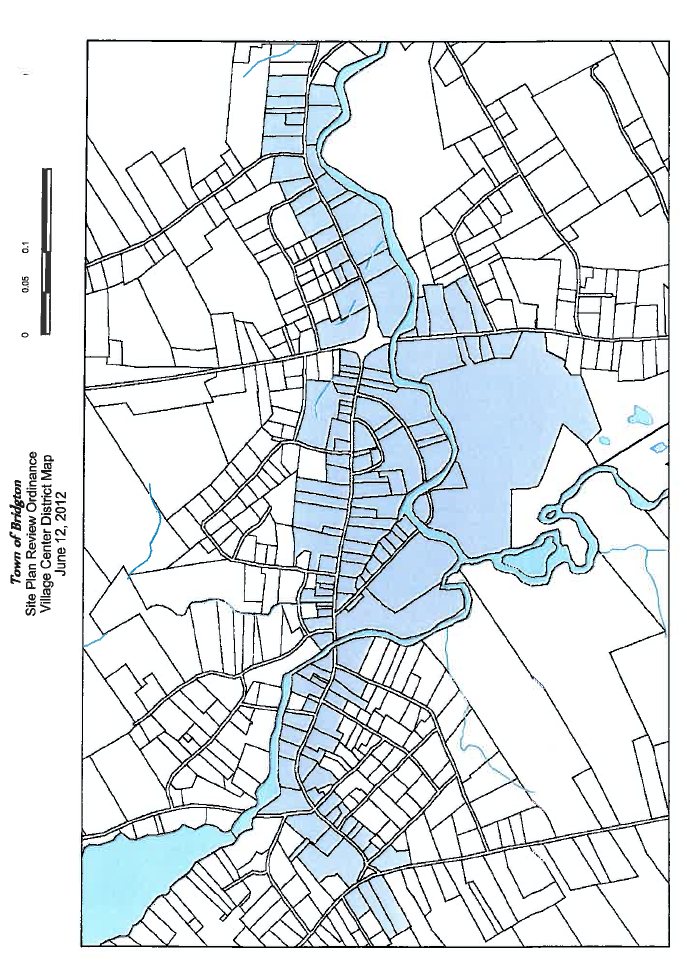 Town of Bridgton
Site Plan Review Ordinance
Village Center District Map
June 12, 2012
0 0.05 0.1